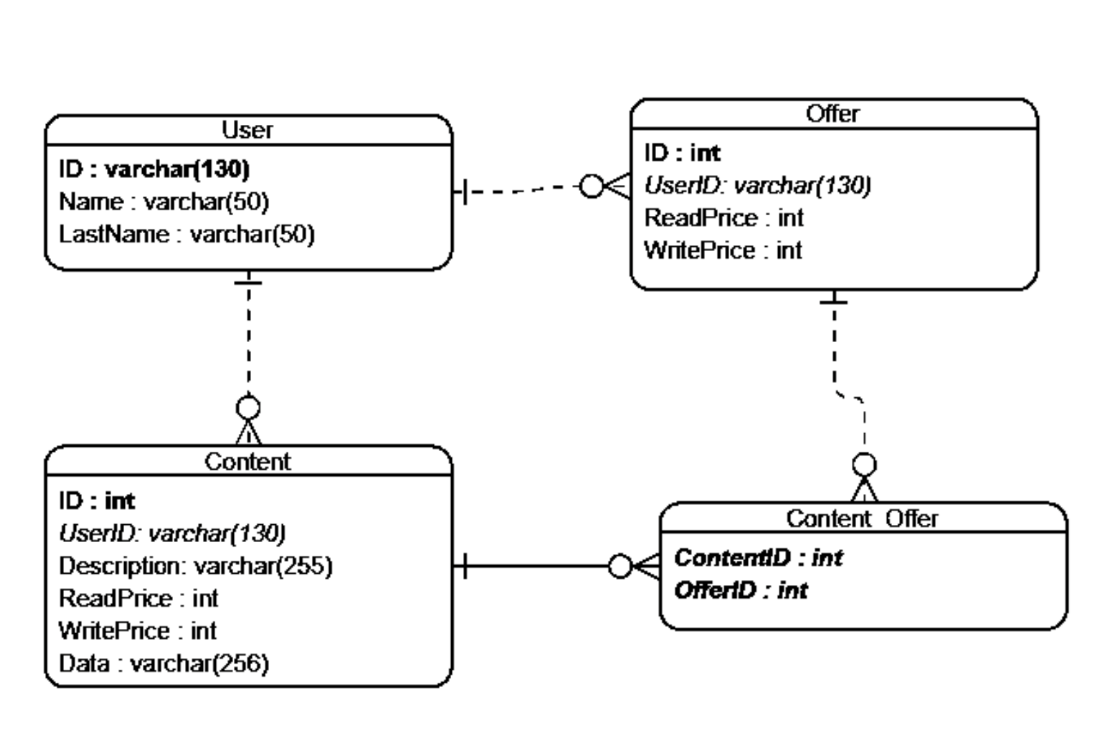 User
ID : varchar(130)
Name : varchar(50)
LastName : varchar(50)
Offer
ID : int
UserID: varchar(130)
ReadPrice : int
WritePrice : int
Content
ID : int
UserID: varchar(130)
Description: varchar(255)
ReadPrice : int
WritePrice : int
Data : varchar(256)
Content_Offer
ContentID : int
OfferID : int